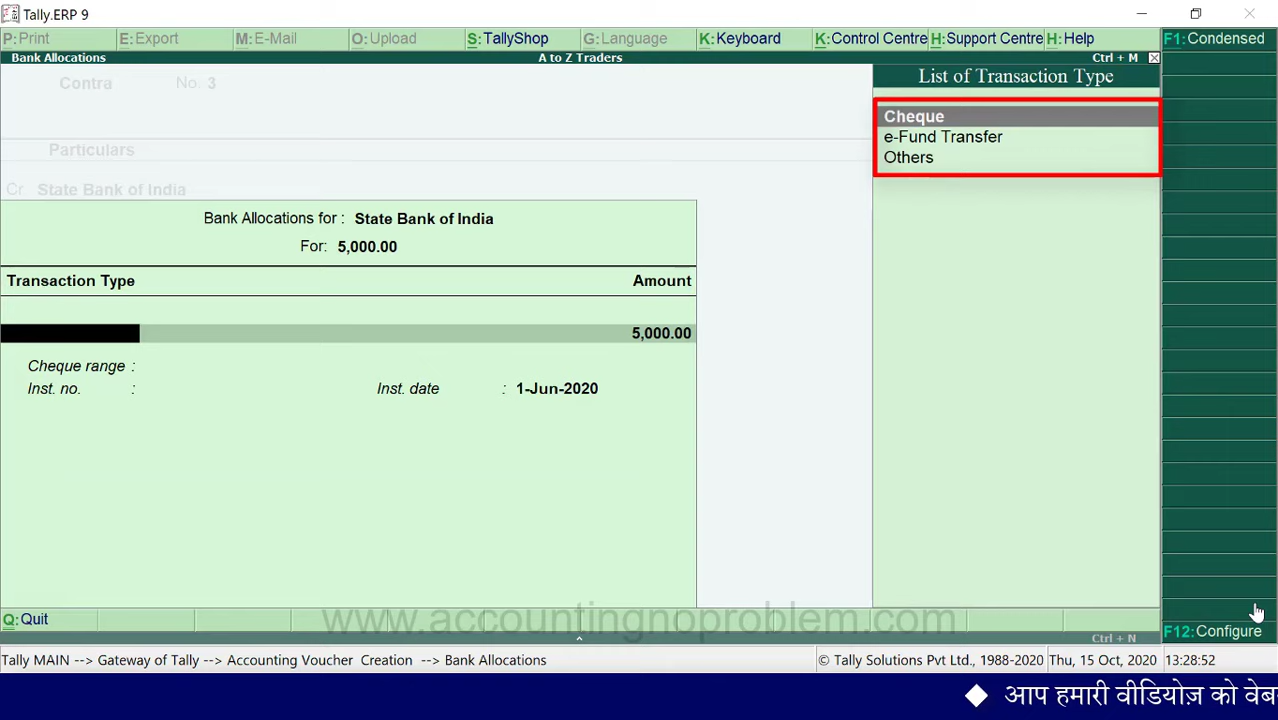 Tally.ERP 9
P:Print E:Export M:E-Mail O:Upload S:TallyShop G:Language K:Keyboard K:Control Centre H:Support Centre H:Help F1:Condensed
Bank Allocations A to Z Traders Ctrl + M
Contra No. 3
List of Transaction Type
Cheque
e-Fund Transfer
Others
Particulars
Cr State Bank of India
Bank Allocations for : State Bank of India
For: 5,000.00
Transaction Type Amount
5,000.00
Cheque range :
Inst. no. : Inst. date : 1-Jun-2020
Q:Quit
www.accountingnoproblem.com
F12:Configure
Ctrl + N
Tally MAIN --> Gateway of Tally --> Accounting Voucher Creation --> Bank Allocations © Tally Solutions Pvt Ltd., 1988-2020 Thu, 15 Oct, 2020 13:28:52
◆ आप हमारी वीडियोज़ को वेब